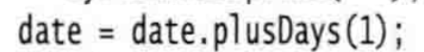 date = date.plusDays(1);